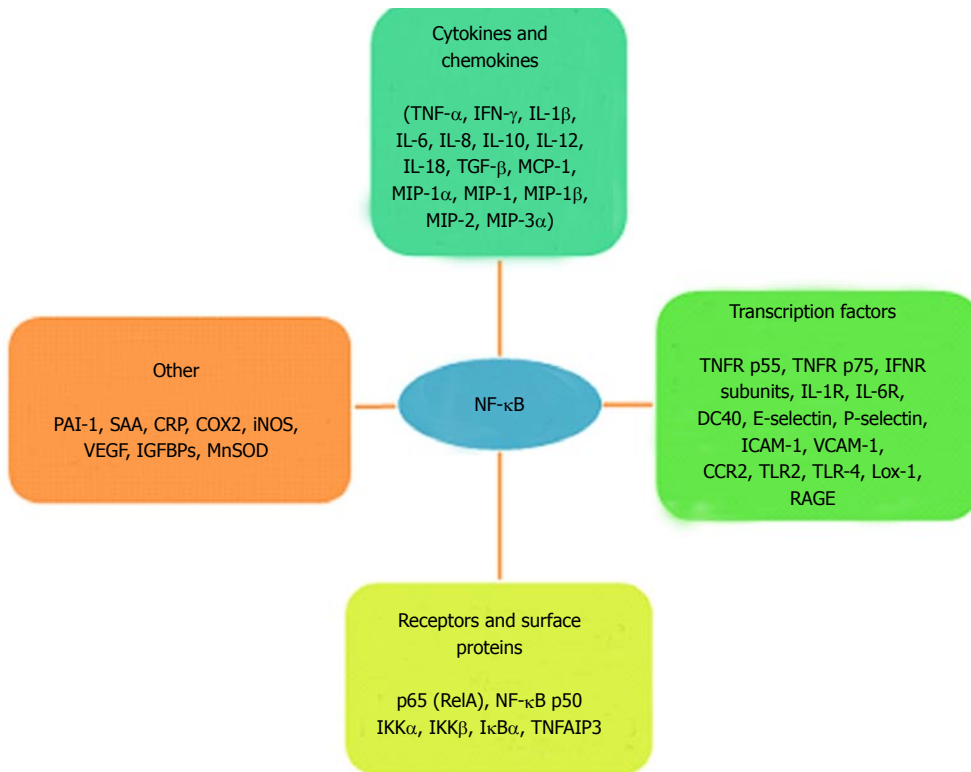 Cytokines and
chemokines
(TNF-α, IFN-γ, IL-1β,
IL-6, IL-8, IL-10, IL-12,
IL-18, TGF-β, MCP-1,
MIP-1α, MIP-1, MIP-1β,
MIP-2, MIP-3α)
Other
PAI-1, SAA, CRP, COX2, iNOS,
VEGF, IGFBPs, MnSOD
NF-κB
Transcription factors
TNFR p55, TNFR p75, IFNR
subunits, IL-1R, IL-6R,
DC40, E-selectin, P-selectin,
ICAM-1, VCAM-1,
CCR2, TLR2, TLR-4, Lox-1,
RAGE
Receptors and surface
proteins
p65 (RelA), NF-κB p50
IKKα, IKKβ, IκBα, TNFAIP3